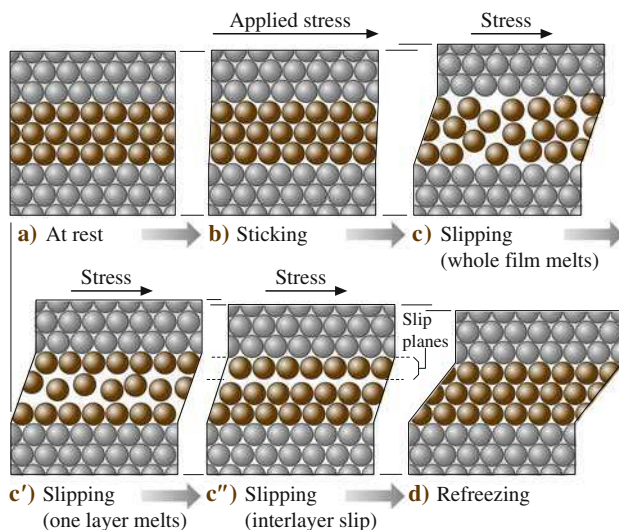 Applied stress
Stress
a) At rest
b) Sticking
c) Slipping
(whole film melts)
Stress
Stress
Slip
planes
c′) Slipping
(one layer melts)
c″) Slipping
(interlayer slip)
d) Refreezing